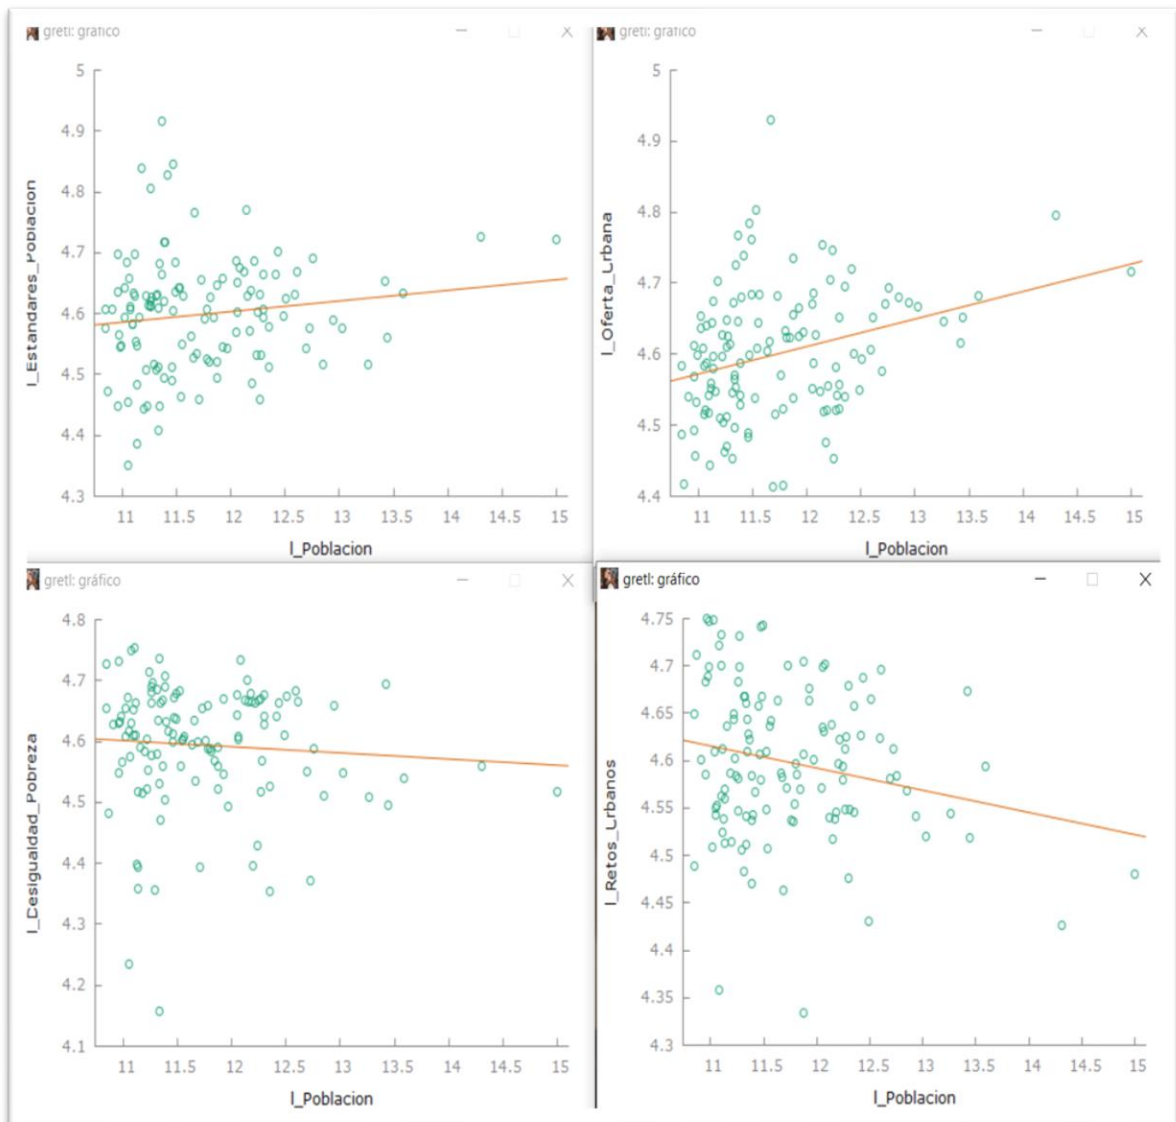 gretl: gráfico
5
4.9
4.8
4.7
4.6
4.5
4.4
4.3
l_Estandares_Poblacion
11 11.5 12 12.5 13 13.5 14 14.5 15
l_Poblacion
gretl: gráfico
5
4.9
4.8
4.7
4.6
4.5
4.4
l_Oferta_Urbana
11 11.5 12 12.5 13 13.5 14 14.5 15
l_Poblacion
gretl: gráfico
4.8
4.7
4.6
4.5
4.4
4.3
4.2
4.1
l_Desigualdad_Pobreza
11 11.5 12 12.5 13 13.5 14 14.5 15
l_Poblacion
gretl: gráfico
4.75
4.7
4.65
4.6
4.55
4.5
4.45
4.4
4.35
4.3
l_Retos_Urbanos
11 11.5 12 12.5 13 13.5 14 14.5 15
l_Poblacion